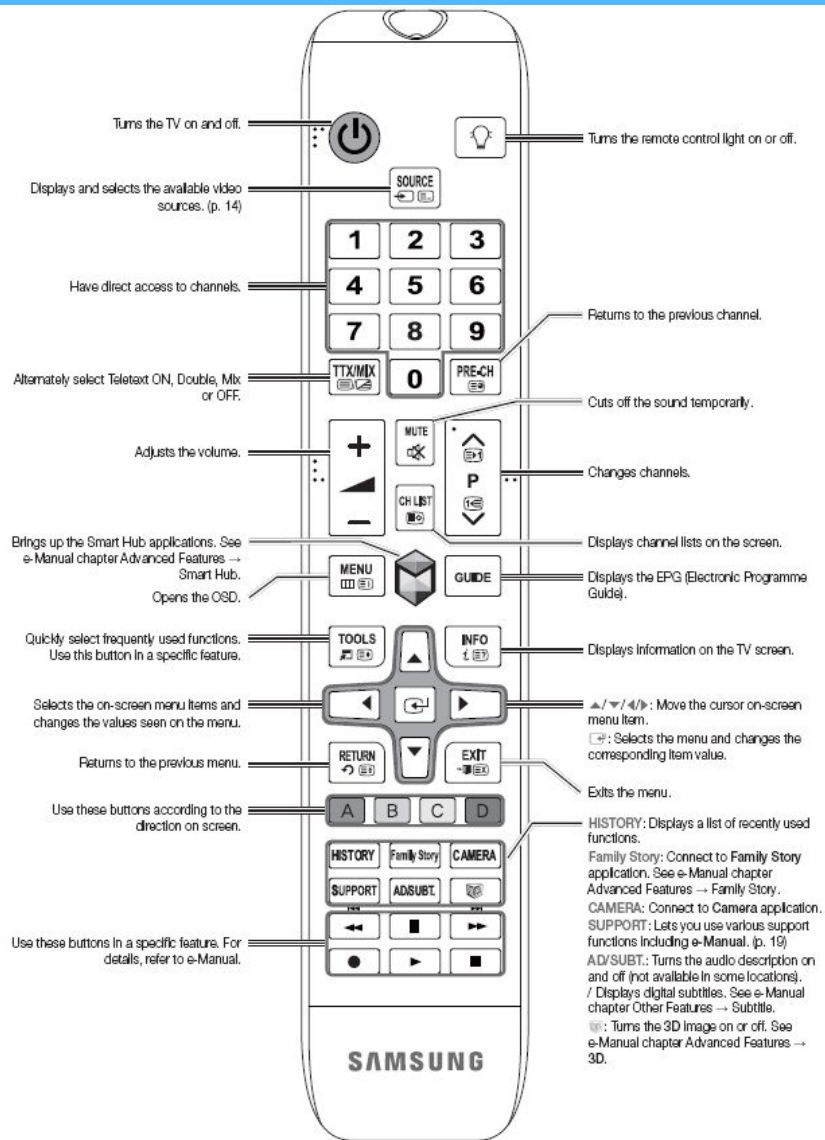 Turns the TV on and off.
Turns the remote control light on or off.
SOURCE
Displays and selects the available video
sources. (p. 14)
1 2 3
4 5 6
7 8 9
Have direct access to channels.
Returns to the previous channel.
TTX/MIX
0
PRE-CH
Alternately select Teletext ON, Double, Mix
or OFF.
Cuts off the sound temporarily.
MUTE
Adjusts the volume.
+
P
Changes channels.
CH LIST
—
Displays channel lists on the screen.
Brings up the Smart Hub applications. See
e-Manual chapter Advanced Features →
Smart Hub.
MENU
GUIDE
Displays the EPG (Electronic Programme
Guide).
Opens the OSD.
Quickly select frequently used functions.
Use this button in a specific feature.
TOOLS
INFO
Displays information on the TV screen.
Selects the on-screen menu items and
changes the values seen on the menu.
▲/▼/◀/▶: Move the cursor on-screen
menu item.
: Selects the menu and changes the
corresponding item value.
Returns to the previous menu.
RETURN
EXIT
Exits the menu.
Use these buttons according to the
direction on screen.
A B C D
HISTORY Family Story CAMERA
SUPPORT AD/SUBT.
HISTORY: Displays a list of recently used
functions.
Family Story: Connect to Family Story
application. See e-Manual chapter
Advanced Features → Family Story.
CAMERA: Connect to Camera application.
SUPPORT: Lets you use various support
functions including e-Manual. (p. 19)
AD/SUBT.: Turns the audio description on
and off (not available in some locations).
/ Displays digital subtitles. See e-Manual
chapter Other Features → Subtitle.
: Turns the 3D image on or off. See
e-Manual chapter Advanced Features →
3D.
Use these buttons in a specific feature. For
details, refer to e-Manual.
SAMSUNG